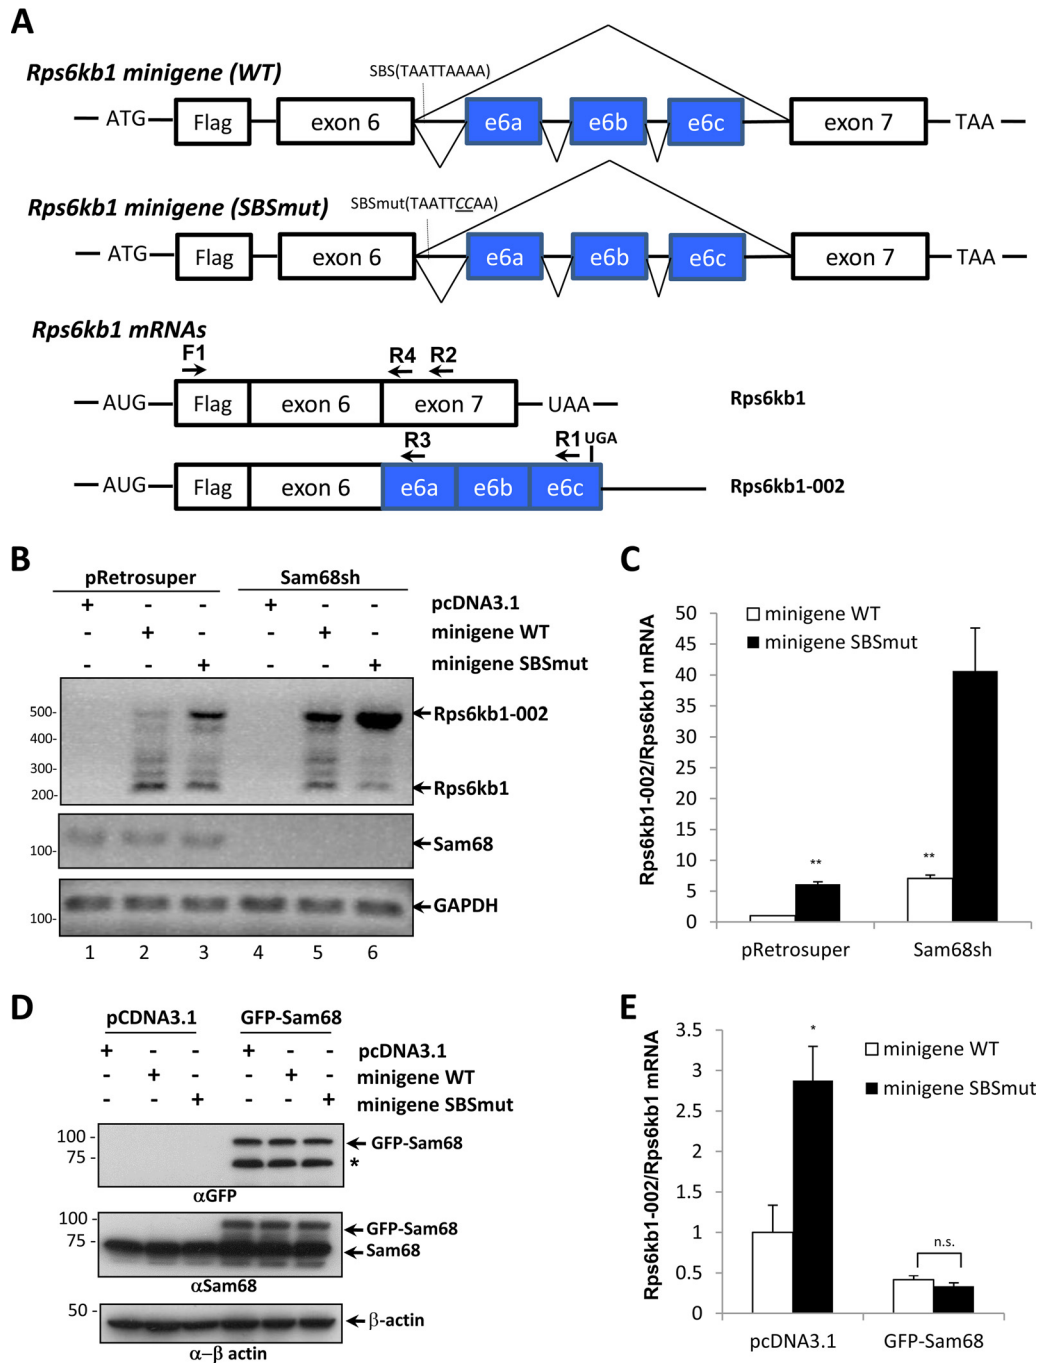 A
Rps6kb1 minigene (WT)
SBS(TAATTAAAA)
ATG Flag exon 6 e6a e6b e6c exon 7 TAA
Rps6kb1 minigene (SBSmut)
SBSmut(TAATTCCAA)
ATG Flag exon 6 e6a e6b e6c exon 7 TAA
Rps6kb1 mRNAs
F1 R4 R2
AUG Flag exon 6 exon 7 UAA Rps6kb1
R3 R1 UGA
AUG Flag exon 6 e6a e6b e6c Rps6kb1-002
B
pRetrosuper Sam68sh
+ - - + - - pcDNA3.1
- + - - + - minigene WT
- - + - - + minigene SBSmut
500- Rps6kb1-002
400-
300-
200- Rps6kb1
100- Sam68
100- GAPDH
1 2 3 4 5 6
C
Rps6kb1-002/Rps6kb1 mRNA
50
45
40
35
30
25
20
15
10
5
0
minigene WT
minigene SBSmut
** **
pRetrosuper Sam68sh
D
pCDNA3.1 GFP-Sam68
+ - - + - - pcDNA3.1
- + - - + - minigene WT
- - + - - + minigene SBSmut
100 - GFP-Sam68
75 - *
αGFP
100 - GFP-Sam68
75 - Sam68
αSam68
50 - β-actin
α-β actin
E
Rps6kb1-002/Rps6kb1 mRNA
3.5
3
2.5
2
1.5
1
0.5
0
minigene WT
minigene SBSmut
*
n.s.
pcDNA3.1 GFP-Sam68